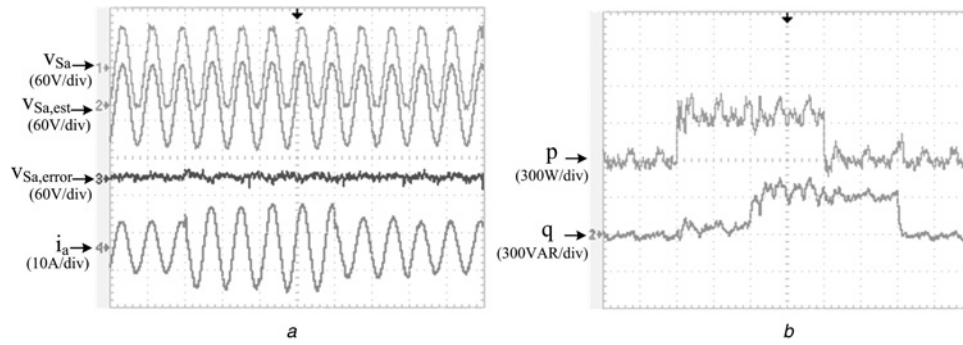 vSa
(60V/div)
1
vSa,est
(60V/div)
2
vSa,error
(60V/div)
3
ia
(10A/div)
4
a
p
(300W/div)
q
(300VAR/div)
2
b